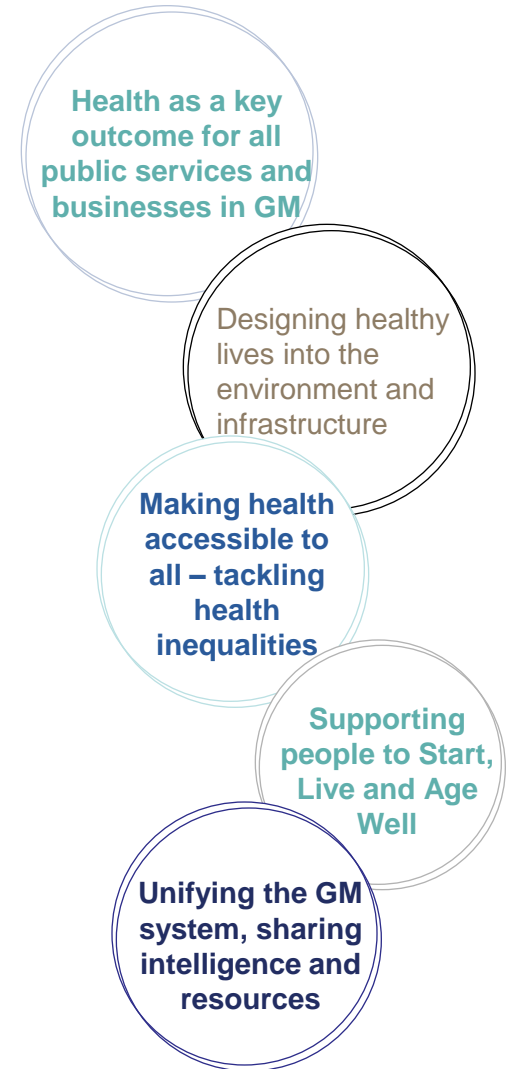 Health as a key
outcome for all
public services and
businesses in GM
Designing healthy
lives into the
environment and
infrastructure
Making health
accessible to
all – tackling
health
inequalities
Supporting
people to Start,
Live and Age
Well
Unifying the GM
system, sharing
intelligence and
resources